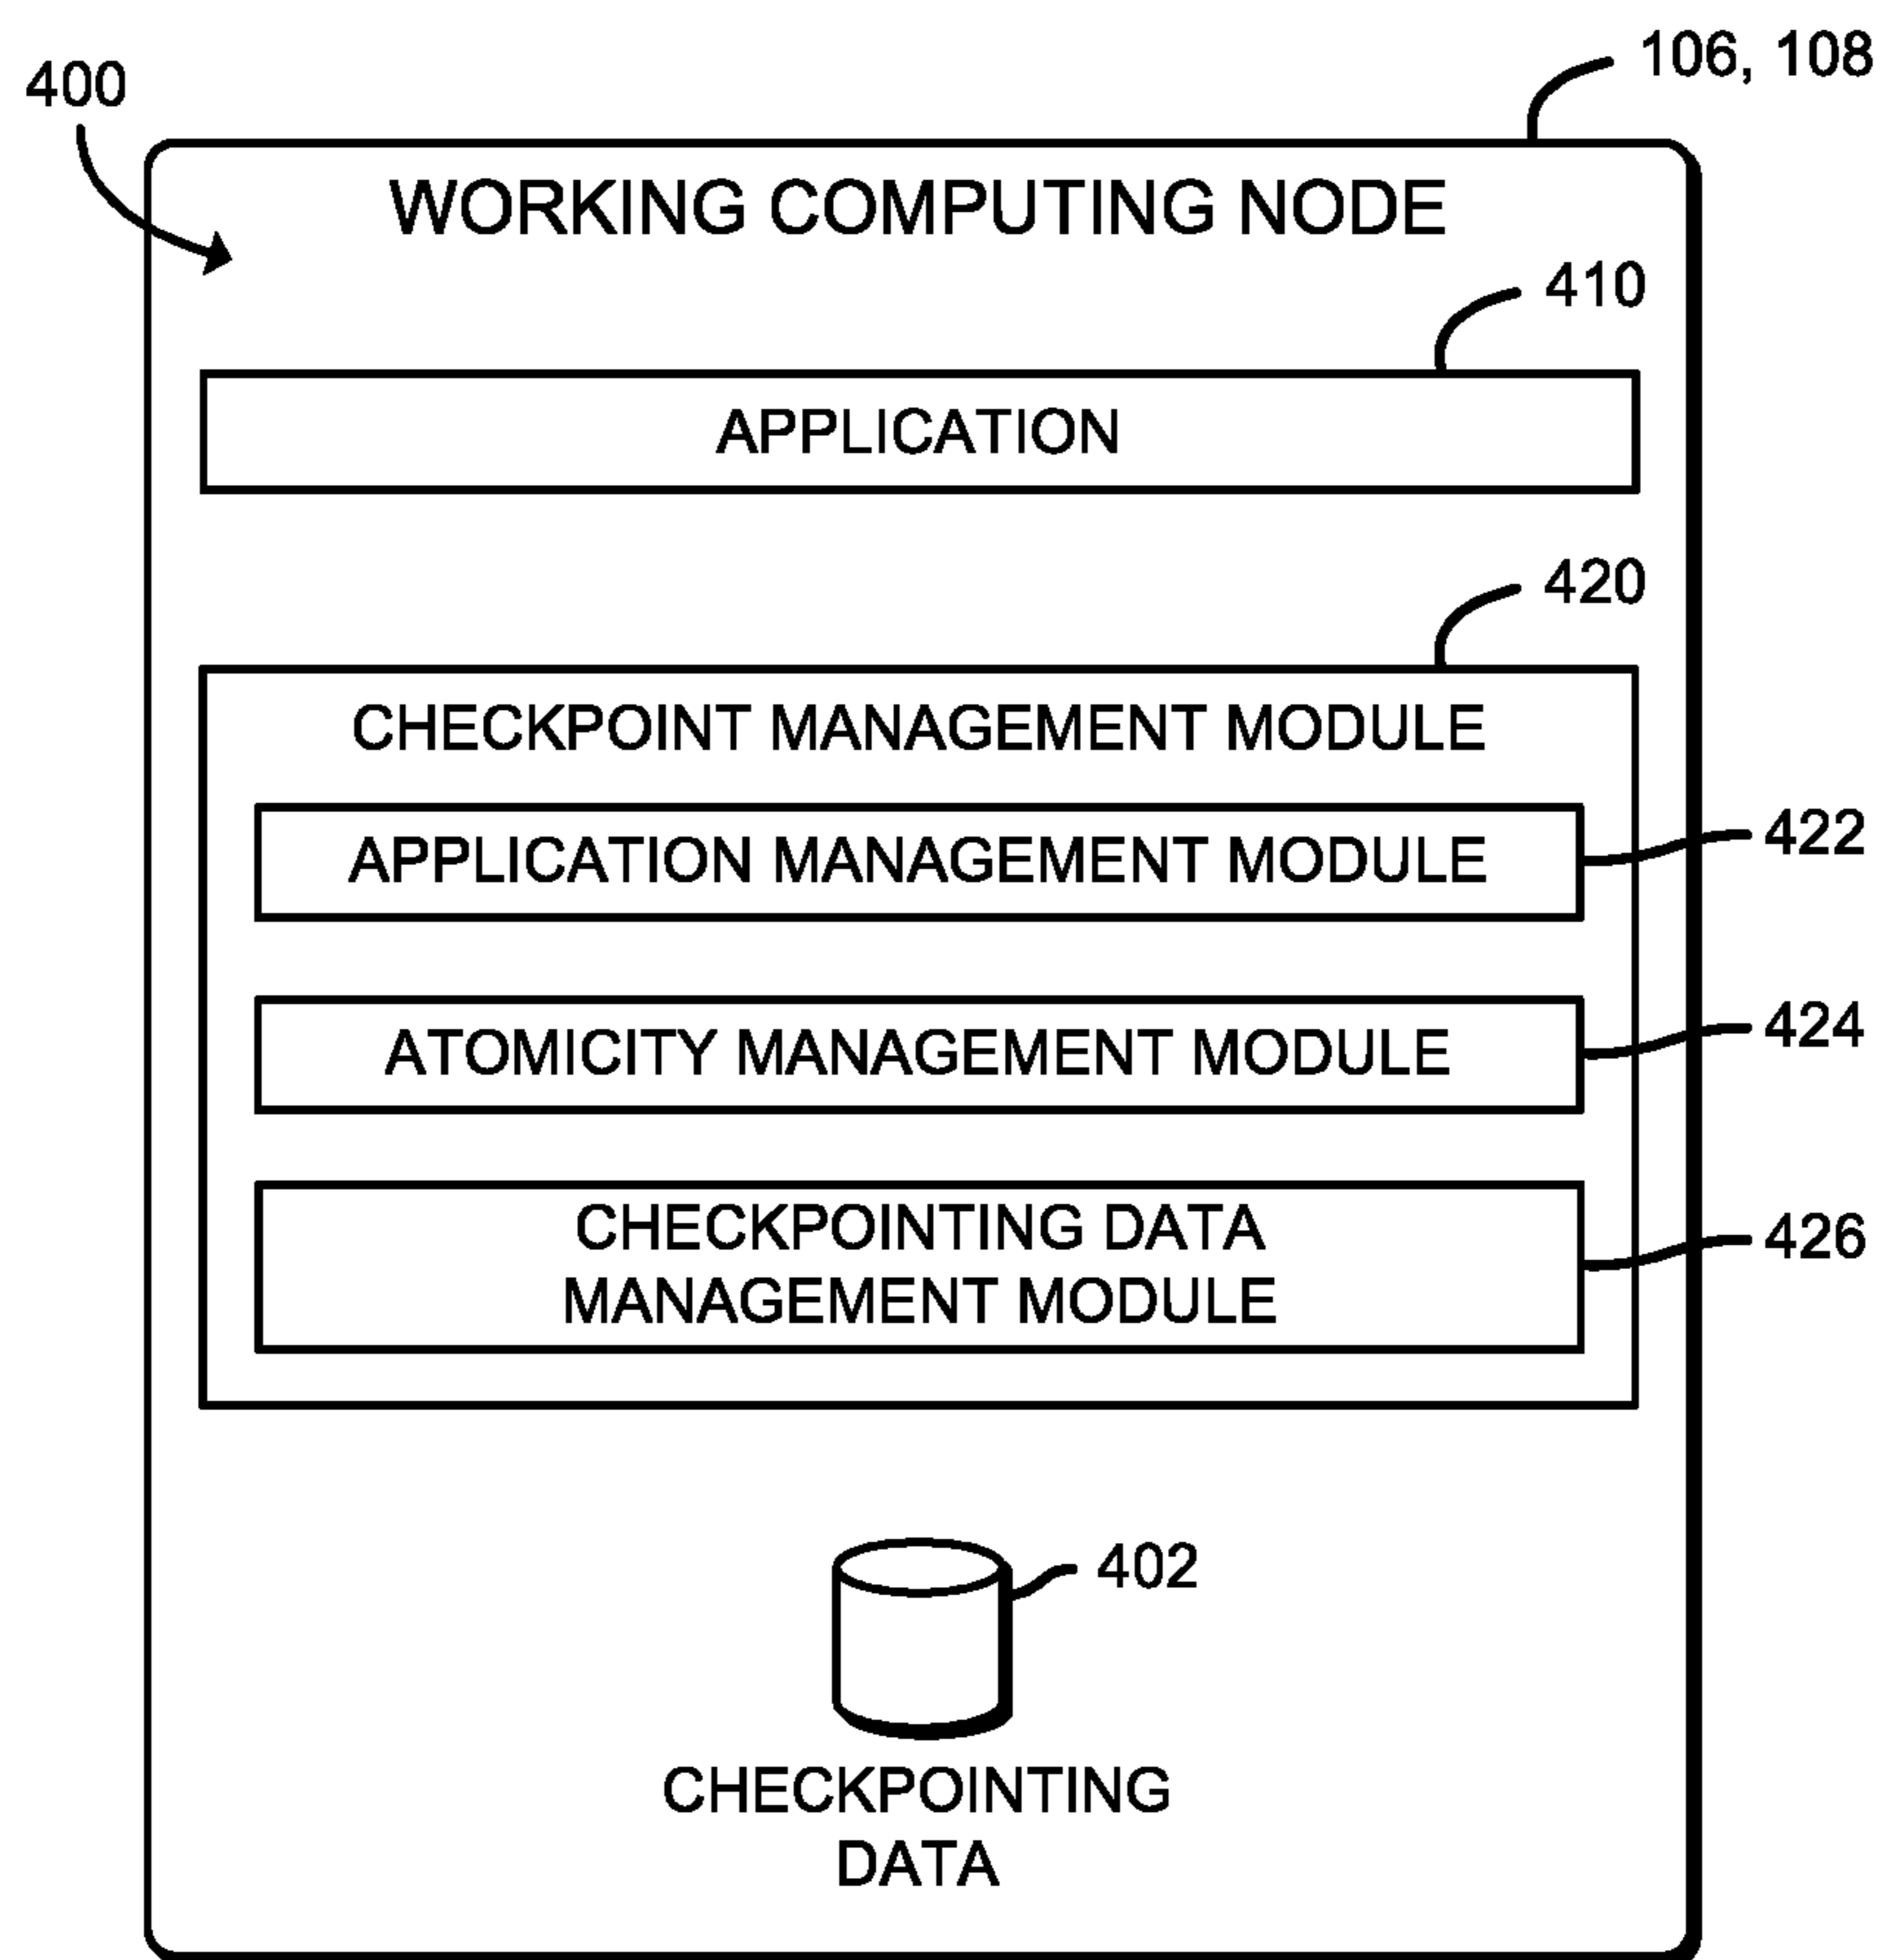 106, 108
400
WORKING COMPUTING NODE
410
APPLICATION
420
CHECKPOINT MANAGEMENT MODULE
APPLICATION MANAGEMENT MODULE
422
ATOMICITY MANAGEMENT MODULE
424
CHECKPOINTING DATA
MANAGEMENT MODULE
426
402
CHECKPOINTING
DATA